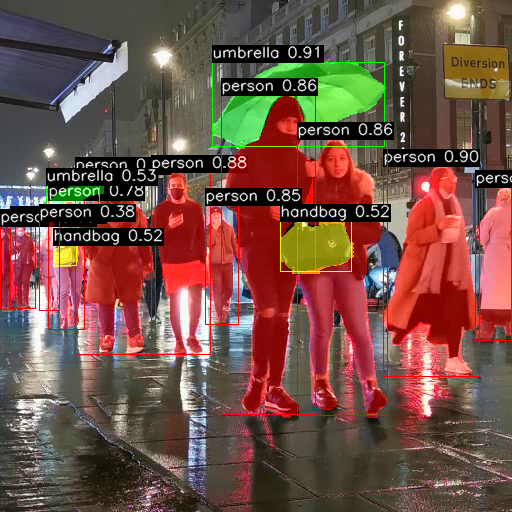 umbrella 0.91
person 0.86
FOREVER 2
Diversion
ENDS
person 0.86
person 0
person 0.88
person 0.90
umbrella 0.53
person 0.78
perso
person 0.85
perso
person 0.38
handbag 0.52
handbag 0.52